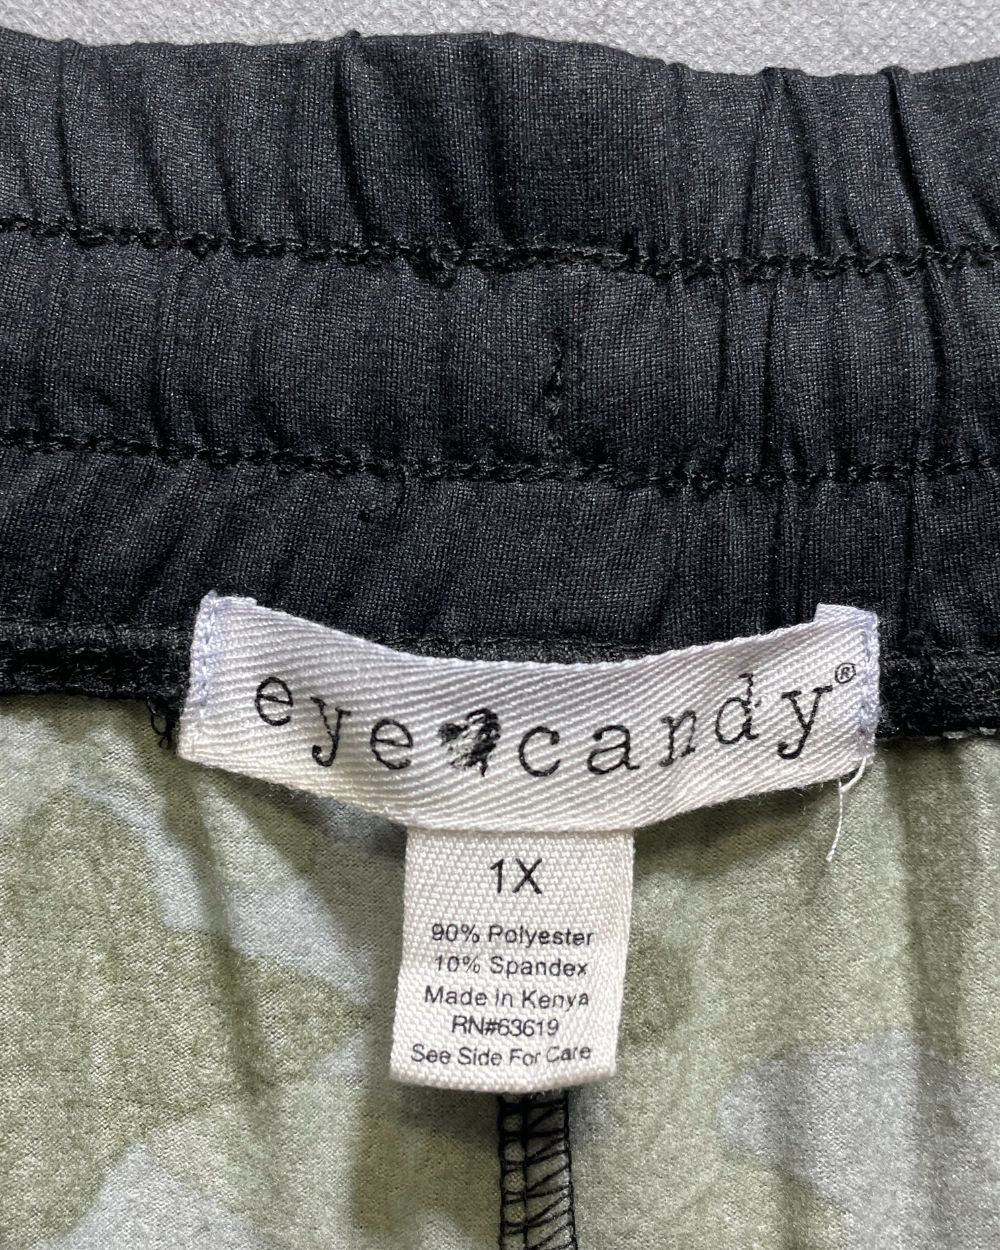 eye candy®
1X
90% Polyester
10% Spandex
Made in Kenya
RN#63619
See Side For Care